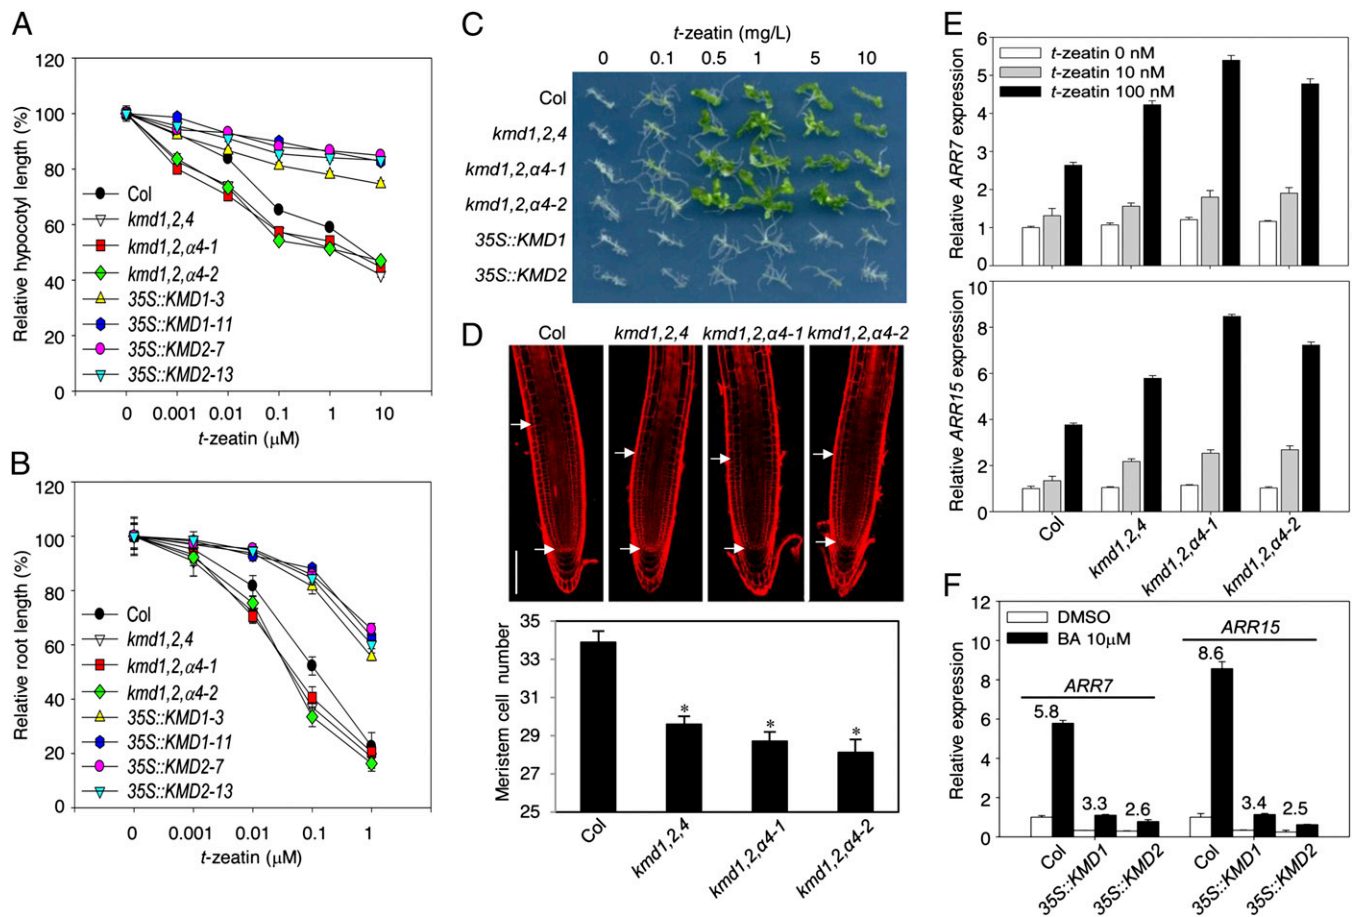 A
120
100
80
60
40
20
0
Relative hypocotyl length (%)
Col
kmd1,2,4
kmd1,2,α4-1
kmd1,2,α4-2
35S::KMD1-3
35S::KMD1-11
35S::KMD2-7
35S::KMD2-13
0 0.001 0.01 0.1 1 10
t-zeatin (μM)
B
120
100
80
60
40
20
0
Relative root length (%)
Col
kmd1,2,4
kmd1,2,α4-1
kmd1,2,α4-2
35S::KMD1-3
35S::KMD1-11
35S::KMD2-7
35S::KMD2-13
0 0.001 0.01 0.1 1
t-zeatin (μM)
C
t-zeatin (mg/L)
0 0.1 0.5 1 5 10
Col
kmd1,2,4
kmd1,2,α4-1
kmd1,2,α4-2
35S::KMD1
35S::KMD2
D
Col kmd1,2,4 kmd1,2,α4-1 kmd1,2,α4-2
35
33
31
29
27
25
Meristem cell number
* * *
Col kmd1,2,4 kmd1,2,α4-1 kmd1,2,α4-2
E
6
5
4
3
2
1
0
Relative ARR7 expression
t-zeatin 0 nM
t-zeatin 10 nM
t-zeatin 100 nM
10
8
6
4
2
0
Relative ARR15 expression
Col kmd1,2,4 kmd1,2,α4-1 kmd1,2,α4-2
F
12
10
8
6
4
2
0
Relative expression
DMSO
BA 10μM
ARR7
5.8 3.3 2.6
ARR15
8.6 3.4 2.5
Col 35S::KMD1 35S::KMD2 Col 35S::KMD1 35S::KMD2